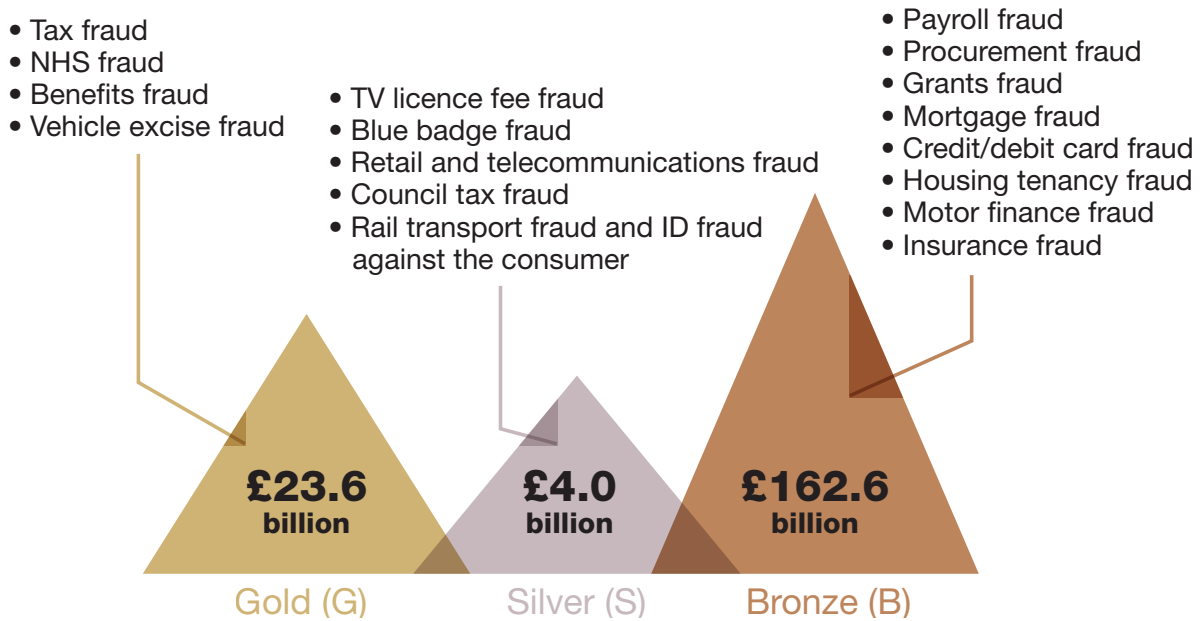 • Tax fraud
• NHS fraud
• Benefits fraud
• Vehicle excise fraud
• TV licence fee fraud
• Blue badge fraud
• Retail and telecommunications fraud
• Council tax fraud
• Rail transport fraud and ID fraud
against the consumer
• Payroll fraud
• Procurement fraud
• Grants fraud
• Mortgage fraud
• Credit/debit card fraud
• Housing tenancy fraud
• Motor finance fraud
• Insurance fraud
£23.6
billion
£4.0
billion
£162.6
billion
Gold (G)
Silver (S)
Bronze (B)